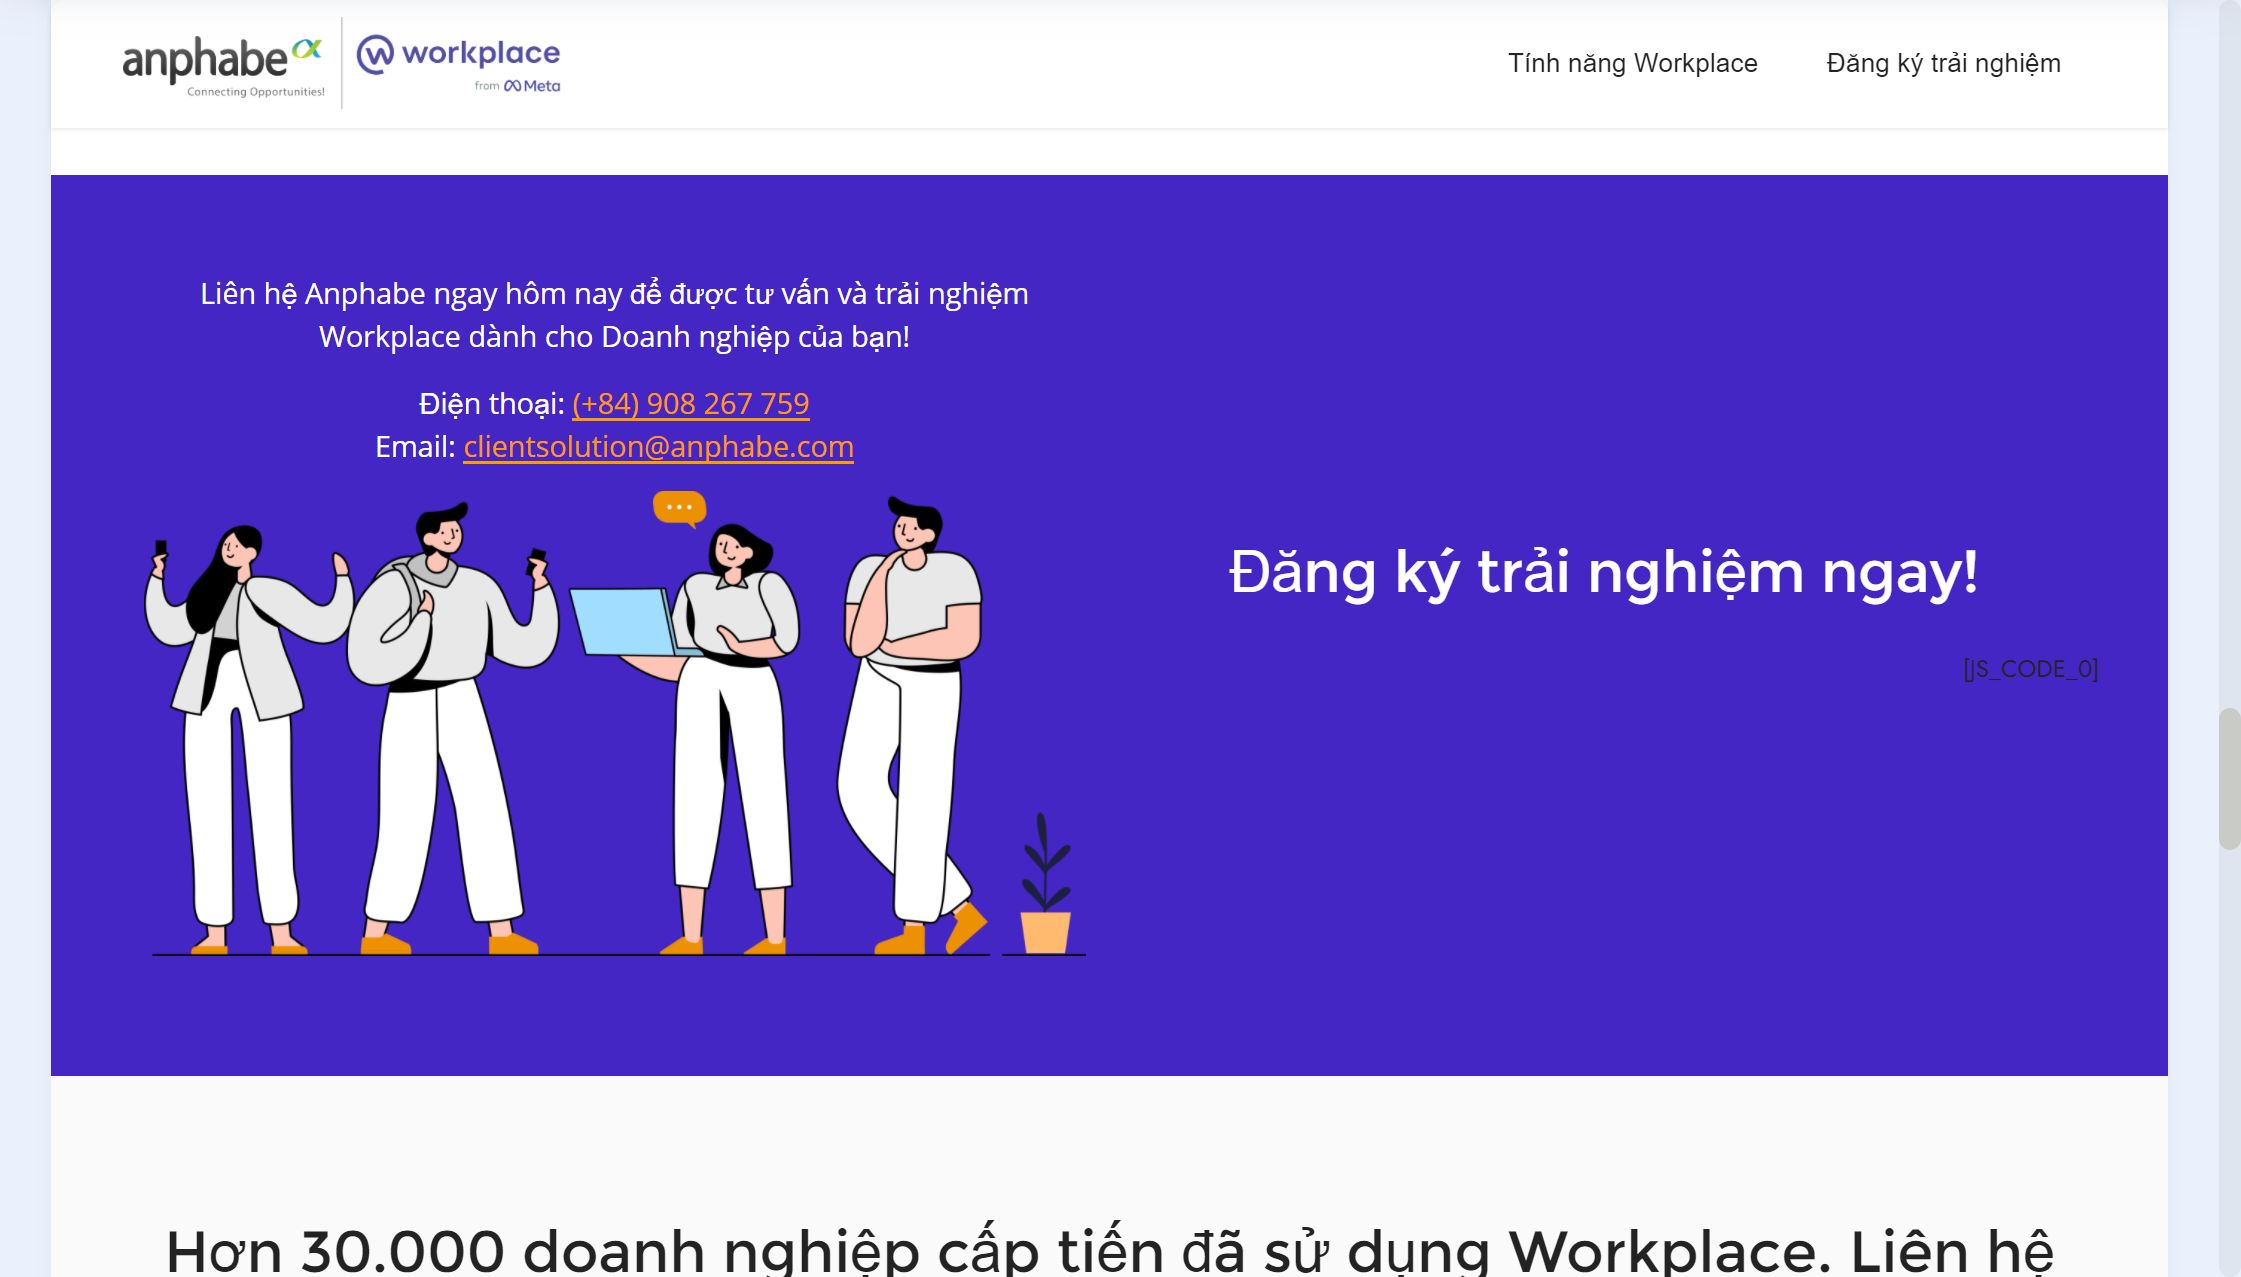 anphabe
Connecting Opportunities!
workplace
from Meta
Tính năng Workplace
Đăng ký trải nghiệm
Liên hệ Anphabe ngay hôm nay để được tư vấn và trải nghiệm
Workplace dành cho Doanh nghiệp của bạn!
Điện thoại: (+84) 908 267 759
Email: clientsolution@anphabe.com
Đăng ký trải nghiệm ngay!
[JS_CODE_0]
Hơn 30.000 doanh nghiệp cấp tiến đã sử dụng Workplace. Liên hệ